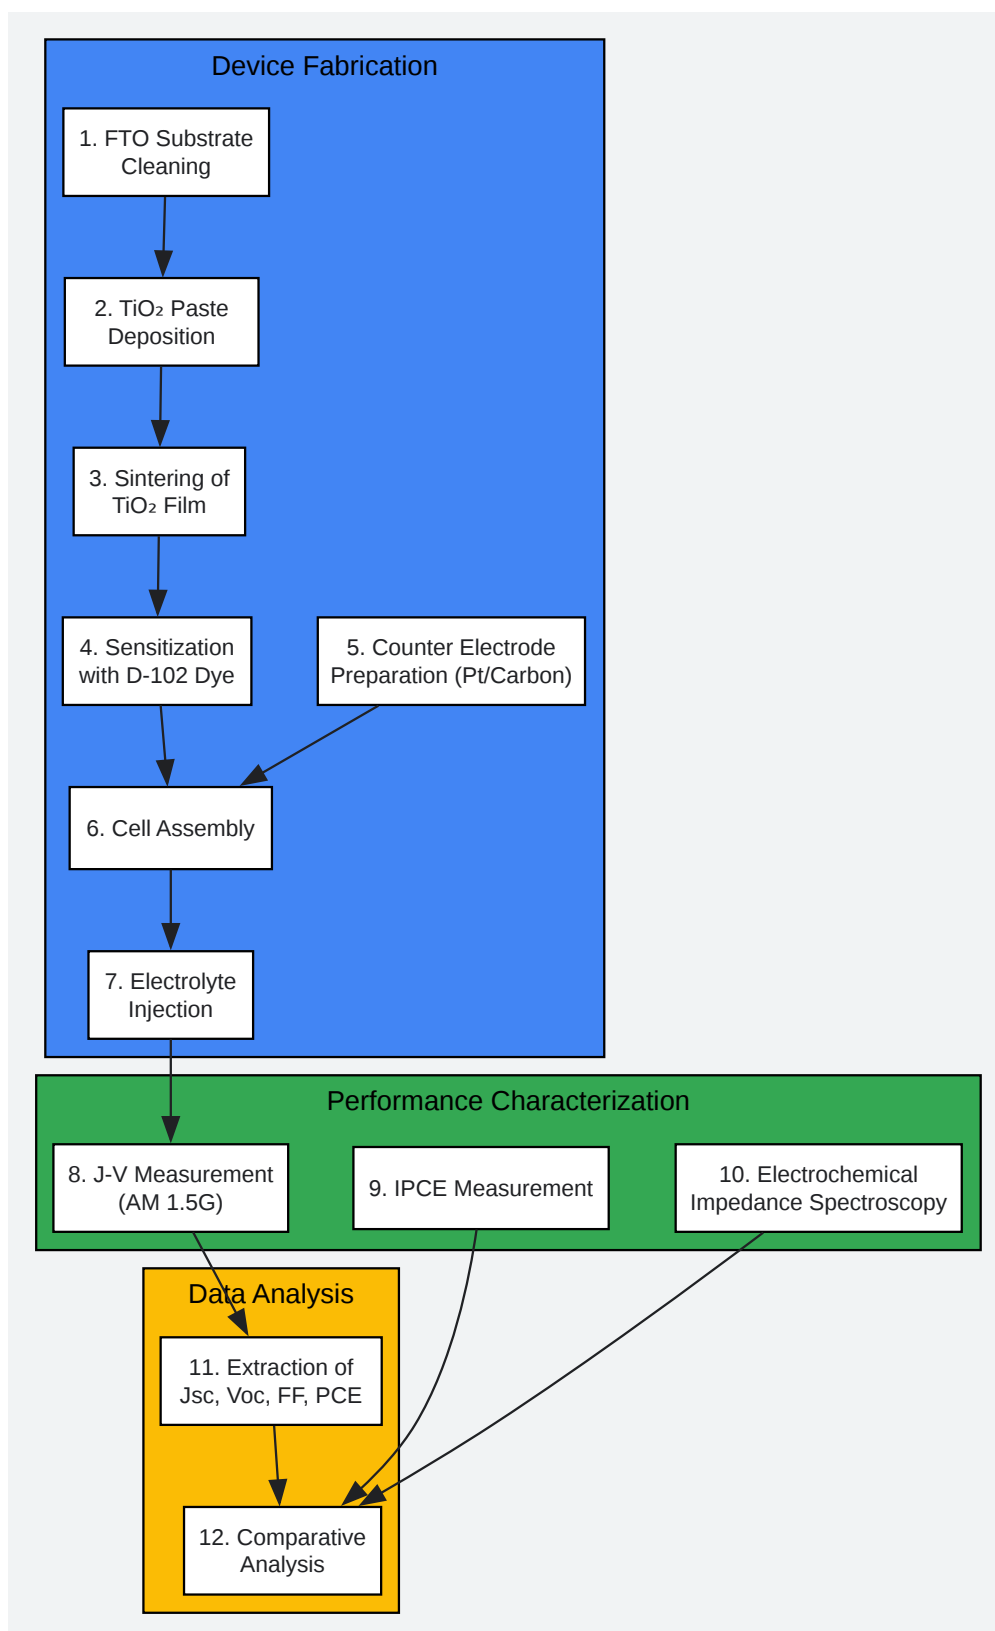 Device Fabrication
1. FTO Substrate
Cleaning
2. TiO₂ Paste
Deposition
3. Sintering of
TiO₂ Film
4. Sensitization
with D-102 Dye
5. Counter Electrode
Preparation (Pt/Carbon)
6. Cell Assembly
7. Electrolyte
Injection
Performance Characterization
8. J-V Measurement
(AM 1.5G)
9. IPCE Measurement
10. Electrochemical
Impedance Spectroscopy
Data Analysis
11. Extraction of
Jsc, Voc, FF, PCE
12. Comparative
Analysis